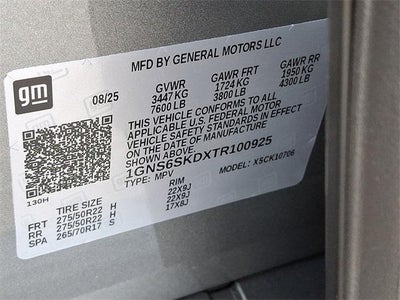 MFD BY GENERAL MOTORS LLC
gm
08/25 GVWR GAWR FRT GAWR RR
3447 KG 1724 KG 1950 KG
7600 LB 3800 LB 4300 LB
THIS VEHICLE CONFORMS TO ALL
APPLICABLE U.S. FEDERAL MOTOR
VEHICLE SAFETY STANDARDS IN EFFECT
ON THE DATE OF MANUFACTURE
1GNS6SKDXTR100925
TYPE: MPV MODEL: X5CK10706
130H
TIRE SIZE RIM
FRT 275/50R22 H 22X9J
RR 275/50R22 H 22X9J
SPA 265/70R17 S 17X8J